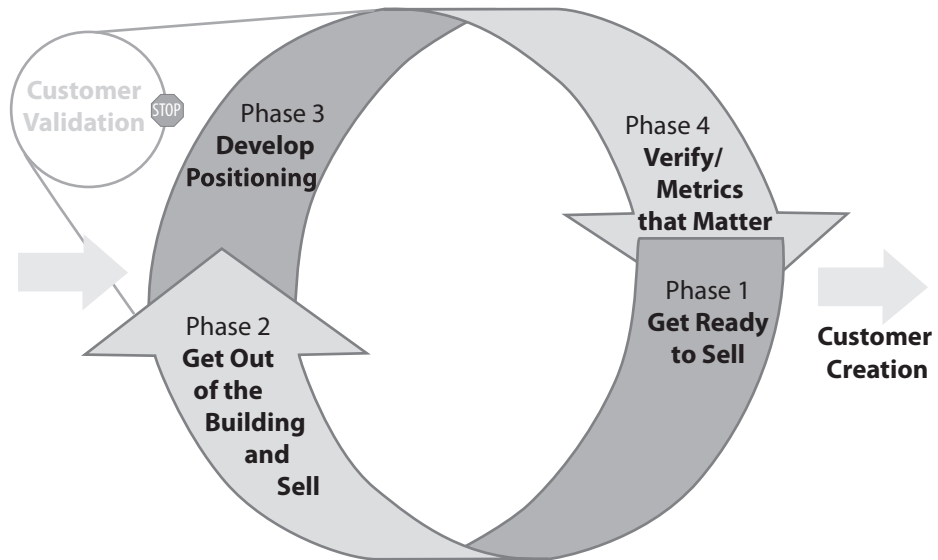 Customer
Validation
STOP
Phase 3
Develop
Positioning
Phase 4
Verify/
Metrics
that Matter
Phase 1
Get Ready
to Sell
Phase 2
Get Out
of the
Building
and
Sell
Customer
Creation